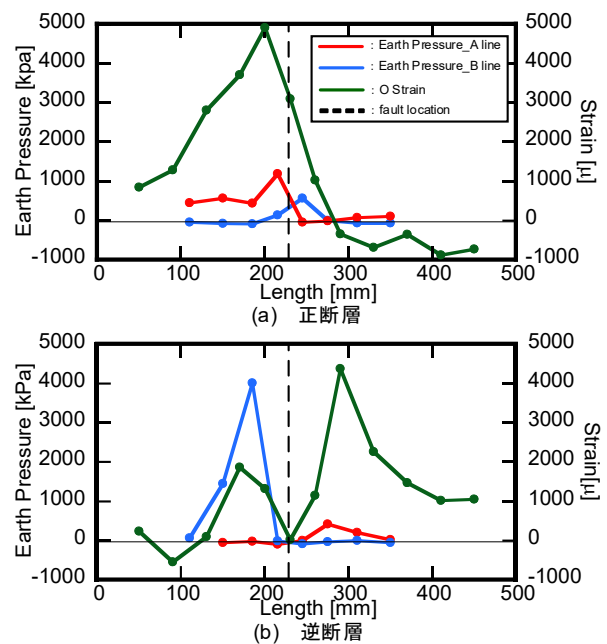 5000
4000
3000
2000
1000
0
-1000
Earth Pressure [kpa]
: Earth Pressure_A line
: Earth Pressure_B line
: O Strain
: fault location
5000
4000
3000
2000
1000
0
-1000
Strain [μ]
0 100 200 300 400 500
Length [mm]
(a) 正断層
5000
4000
3000
2000
1000
0
-1000
Earth Pressure [kPa]
5000
4000
3000
2000
1000
0
-1000
Strain[μ]
0 100 200 300 400 500
Length [mm]
(b) 逆断層